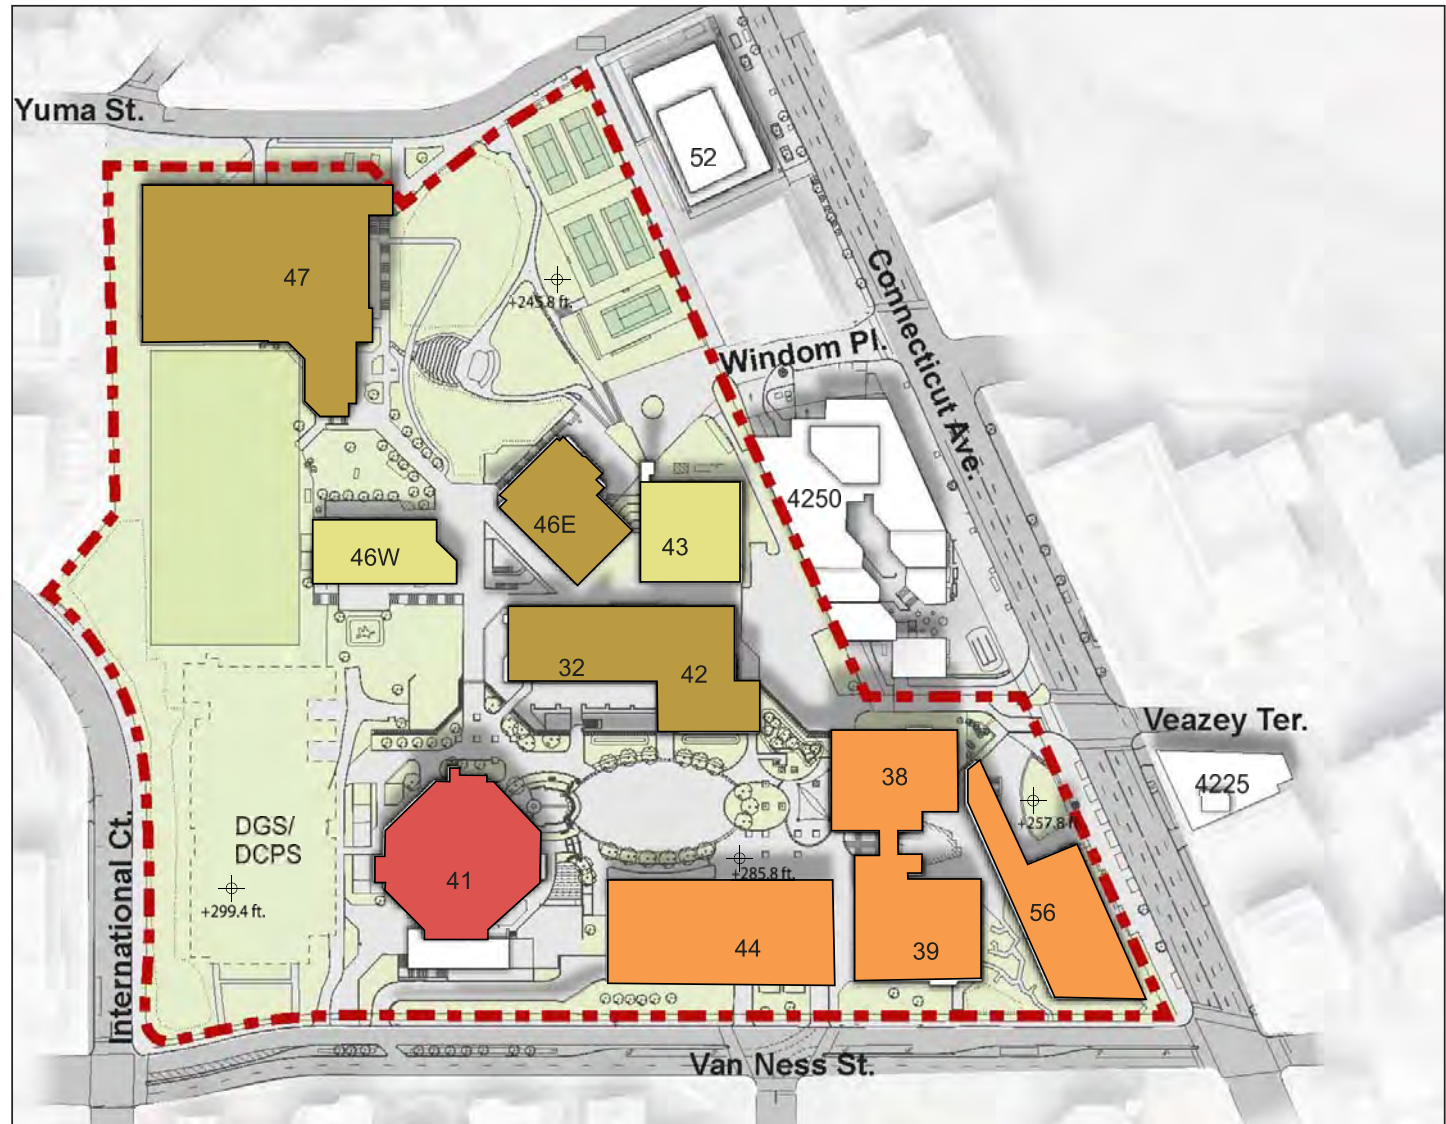 Yuma St.
52
47
Connecticut Ave.
+245.8 ft.
Windom Pl.
4250
46E
46W
43
32
42
Veazey Ter.
38
4225
+257.8 ft.
DGS/
DCPS
International Ct.
41
+285.8 ft.
+299.4 ft.
56
44
39
Van Ness St.